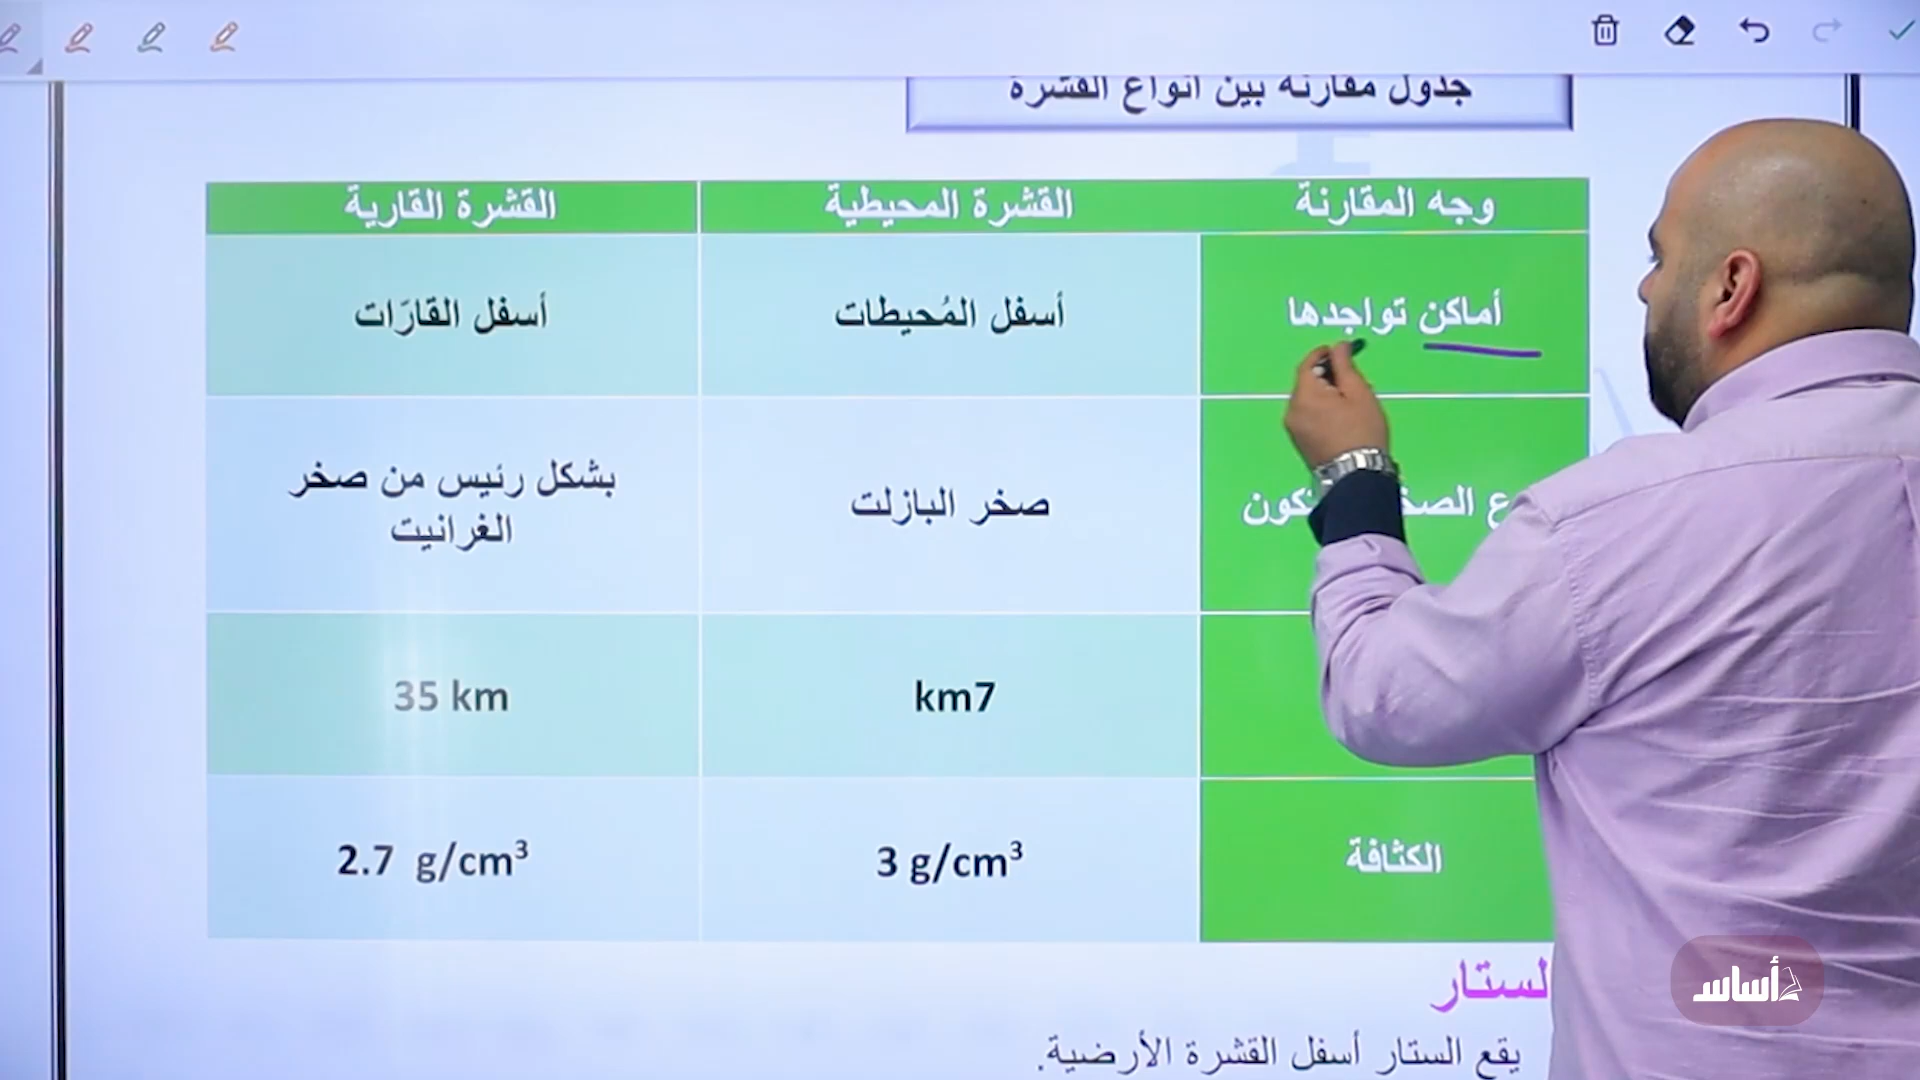 جدول مقارنة بين أنواع القشرة
وجه المقارنة
القشرة المحيطية
القشرة القارية
أماكن تواجدها
أسفل المُحيطات
أسفل القارّات
صخر البازلت
بشكل رئيس من صخر
الغرانيت
km7
35 km
الكثافة
3 g/cm³
2.7 g/cm³
الستار
يقع الستار أسفل القشرة الأرضية.
أساس